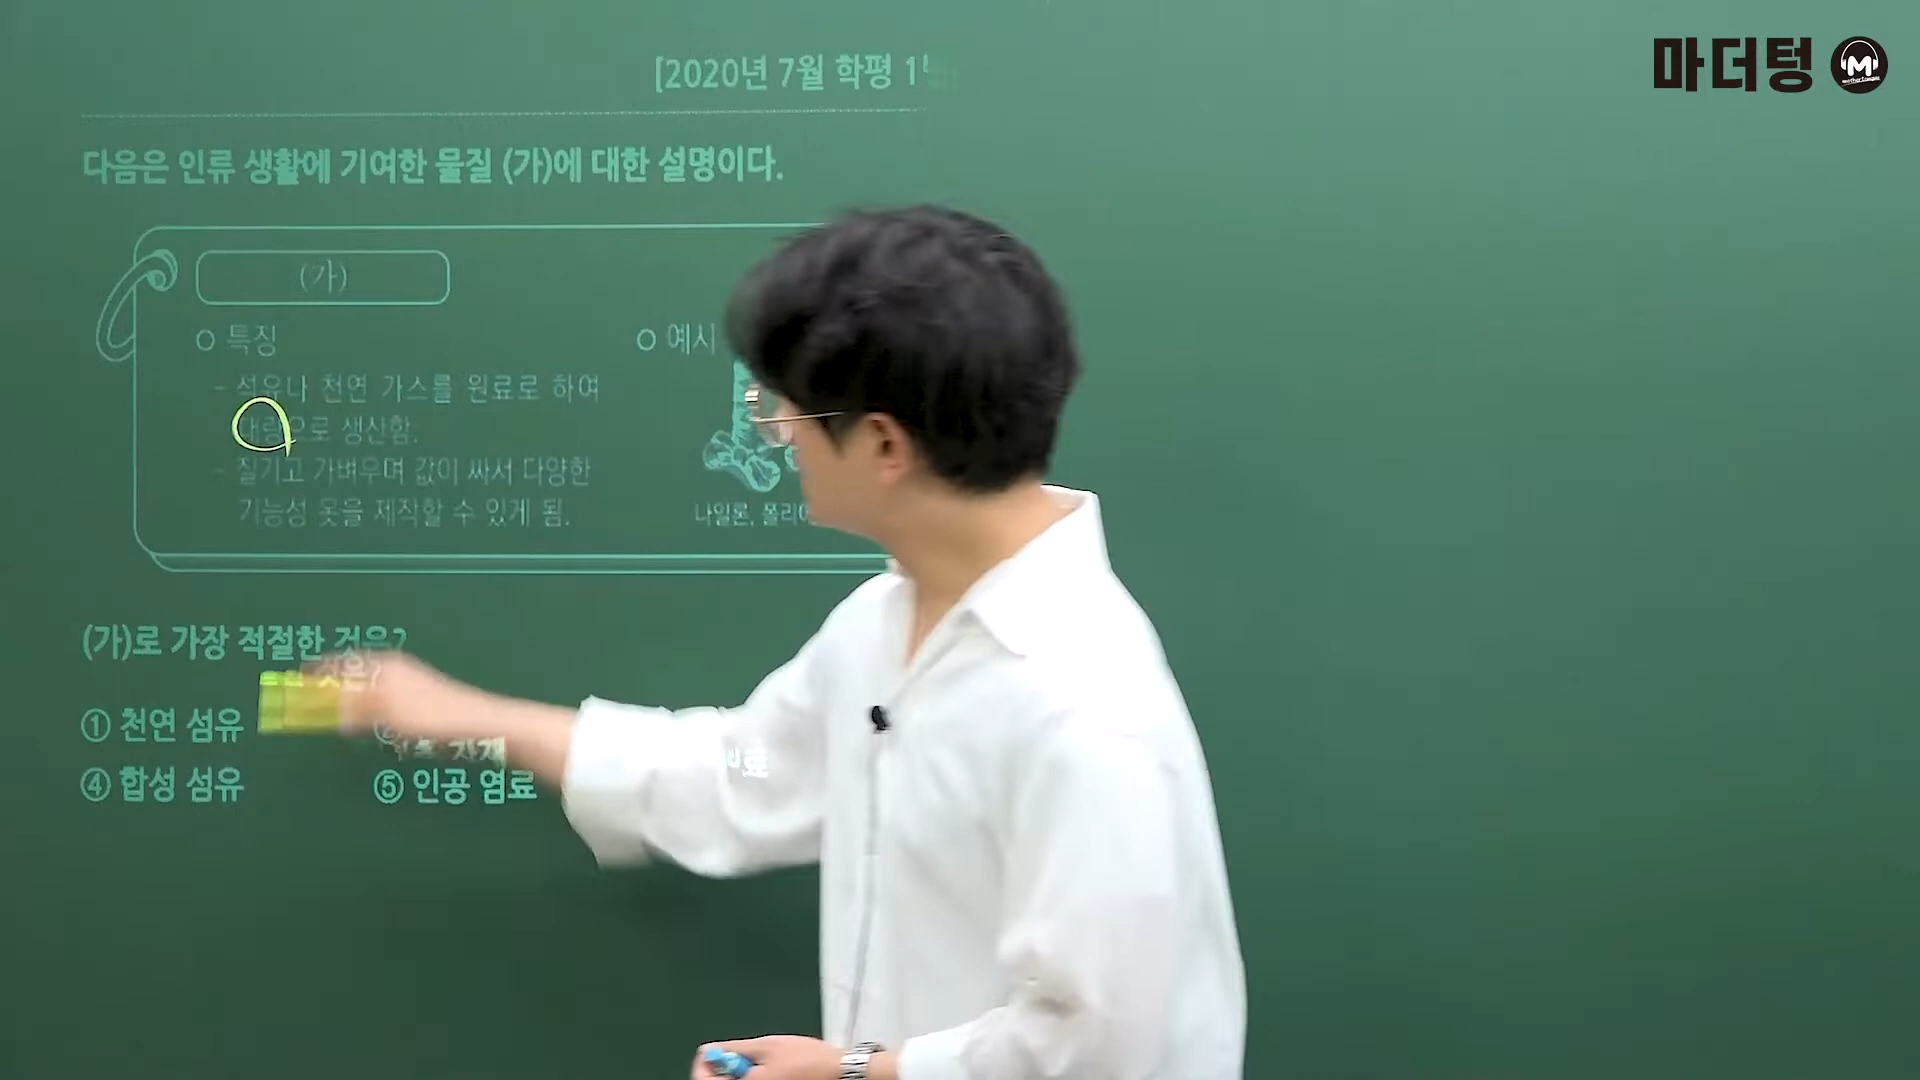 마더텅
[2020년 7월 학평
다음은 인류 생활에 기여한 물질 (가)에 대한 설명이다.
(가)
○ 특징
- 석유나 천연 가스를 원료로 하여
대량으로 생산함.
- 질기고 가벼우며 값이 싸서 다양한
기능성 옷을 제작할 수 있게 됨.
○ 예시
나일론,
(가)로 가장 적절한 것은?
① 천연 섬유
④ 합성 섬유
⑤ 인공 염료